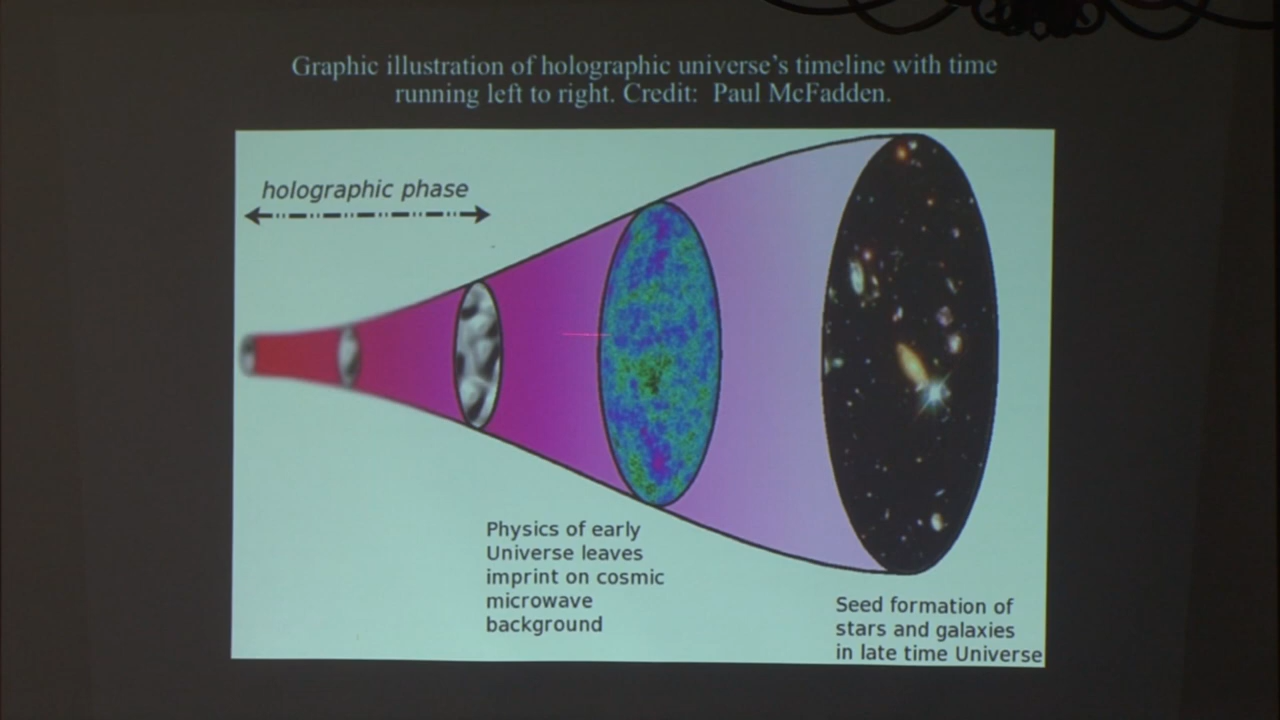 Graphic illustration of holographic universe's timeline with time
running left to right. Credit:  Paul McFadden.
holographic phase
Physics of early
Universe leaves
imprint on cosmic
microwave
background
Seed formation of
stars and galaxies
in late time Universe